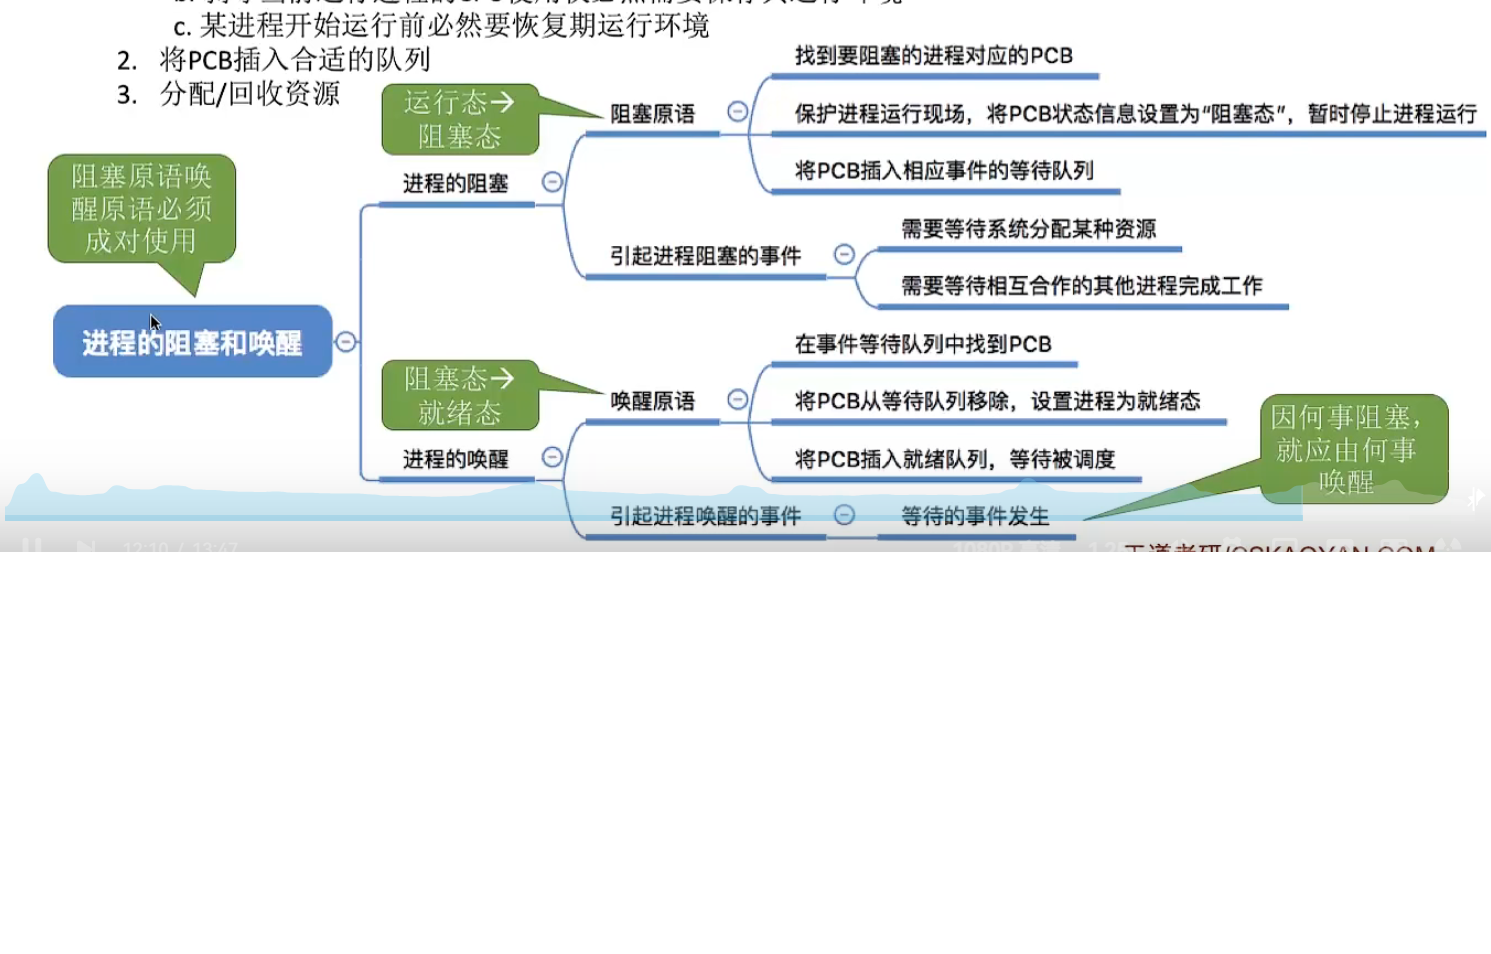 c. 某进程开始运行前必然要恢复期运行环境
2. 将PCB插入合适的队列
3. 分配/回收资源
运行态→
阻塞态
阻塞原语
找到要阻塞的进程对应的PCB
保护进程运行现场，将PCB状态信息设置为“阻塞态”，暂时停止进程运行
将PCB插入相应事件的等待队列
进程的阻塞
阻塞原语唤
醒原语必须
成对使用
引起进程阻塞的事件
需要等待系统分配某种资源
需要等待相互合作的其他进程完成工作
进程的阻塞和唤醒
阻塞态→
就绪态
唤醒原语
在事件等待队列中找到PCB
将PCB从等待队列移除，设置进程为就绪态
将PCB插入就绪队列，等待被调度
进程的唤醒
引起进程唤醒的事件
等待的事件发生
因何事阻塞，
就应由何事
唤醒
12:10 / 13:47